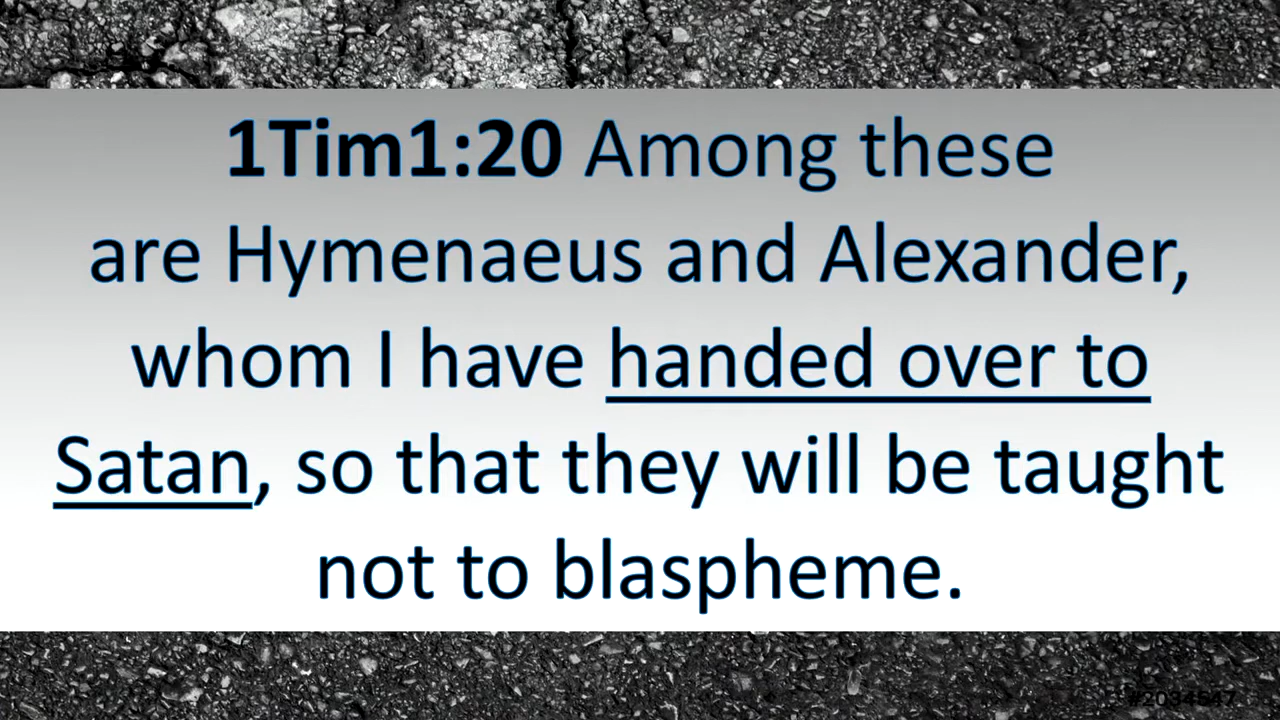 1Tim1:20 Among these
are Hymenaeus and Alexander,
whom I have handed over to
Satan, so that they will be taught
not to blaspheme.